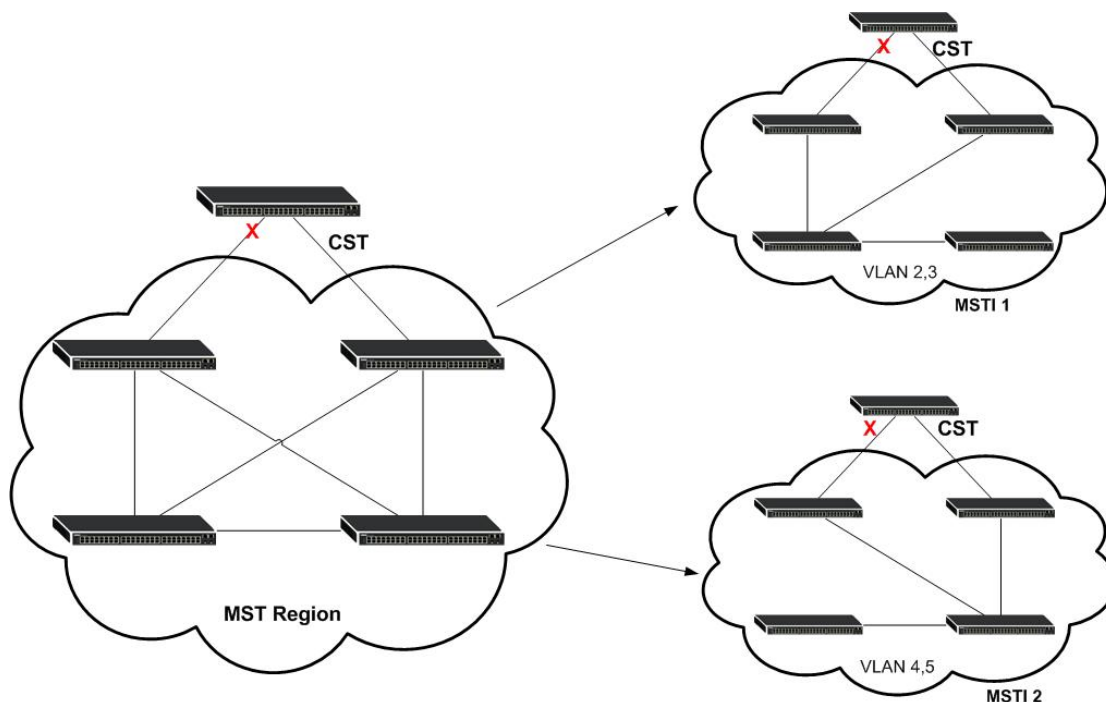 X
CST
MST Region
X
CST
VLAN 2,3
MSTI 1
X
CST
VLAN 4,5
MSTI 2